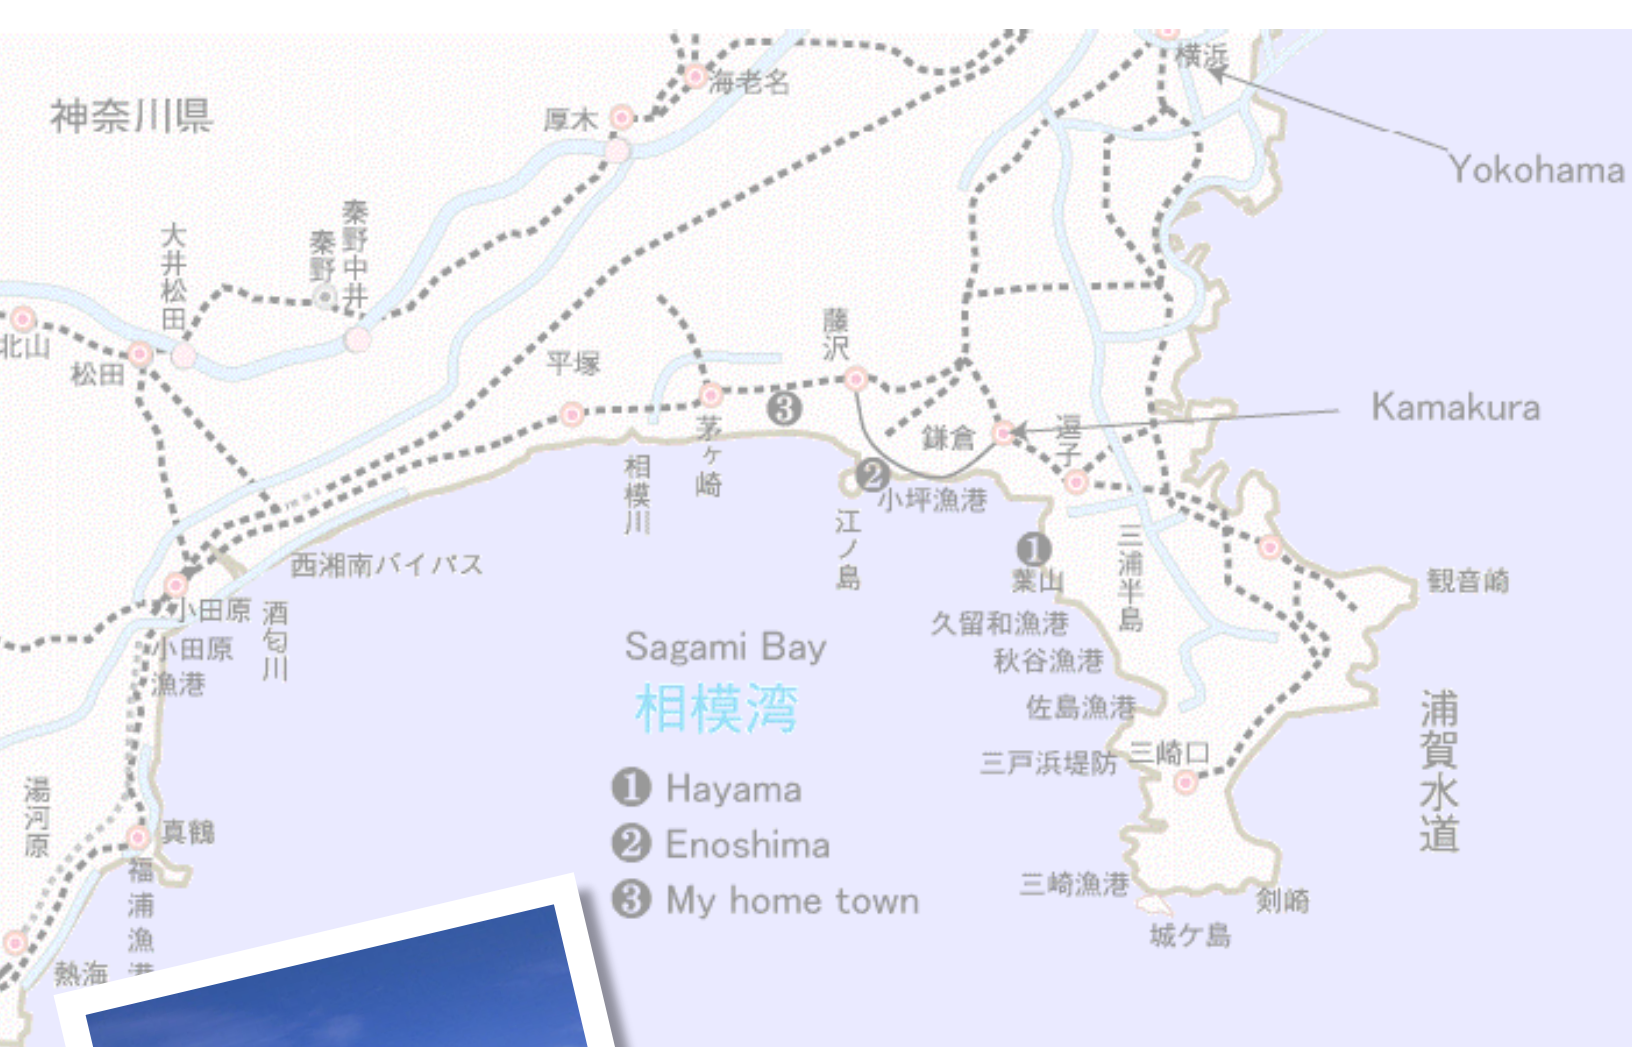 横浜
海老名
神奈川県
厚木
Yokohama
秦野中井
秦野
大井松田
北山
松田
平塚
藤沢
❸
Kamakura
鎌倉
逗子
茅ヶ崎
相模川
❷
小坪漁港
江ノ島
三浦半島
❶
葉山
西湘南バイパス
観音崎
小田原
酒匂川
久留和漁港
小田原
漁港
Sagami Bay
相模湾
秋谷漁港
佐島漁港
浦賀水道
三戸浜堤防
三崎口
湯河原
❶ Hayama
真鶴
❷ Enoshima
福浦漁港
三崎漁港
❸ My home town
剣崎
城ケ島
熱海